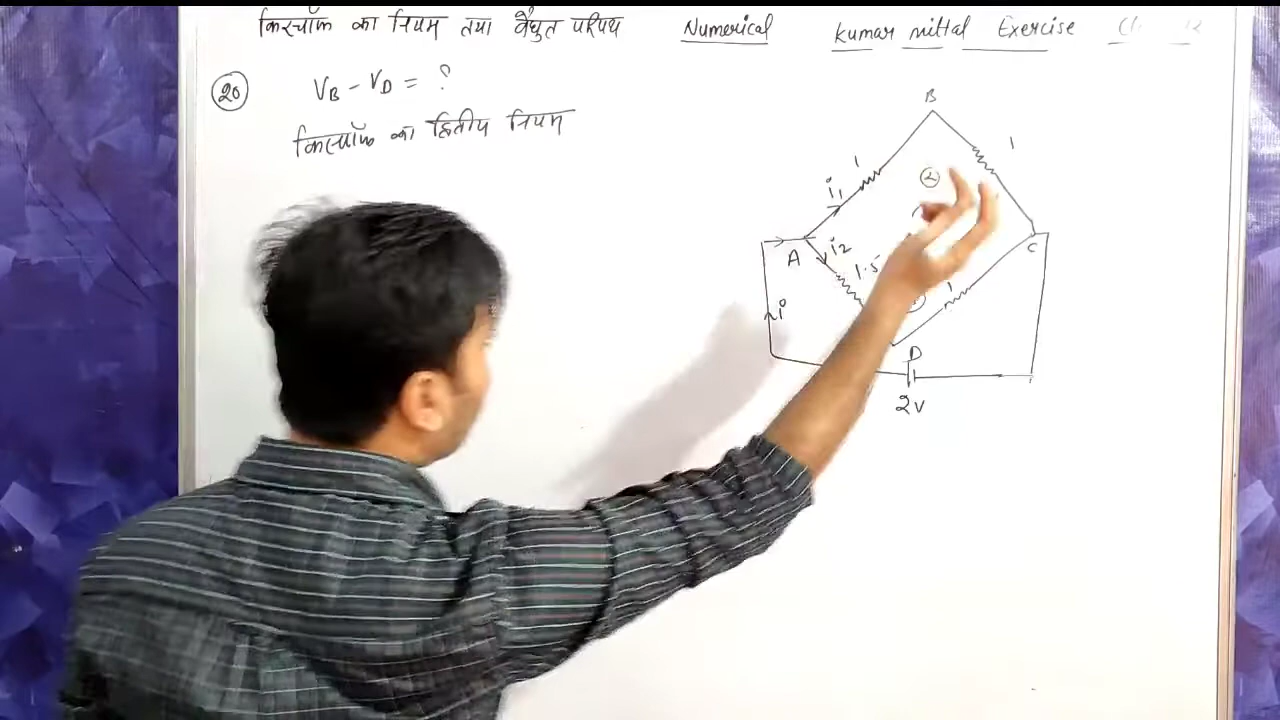 किरचॉफ का नियम तथा वैद्युत परिपथ Numerical kumar mittal Exercise
20 VB - VD = ?
किरचॉफ का द्वितीय नियम
B
1
1
2
i1
A
i2
C
1.5
1
i
D
2V